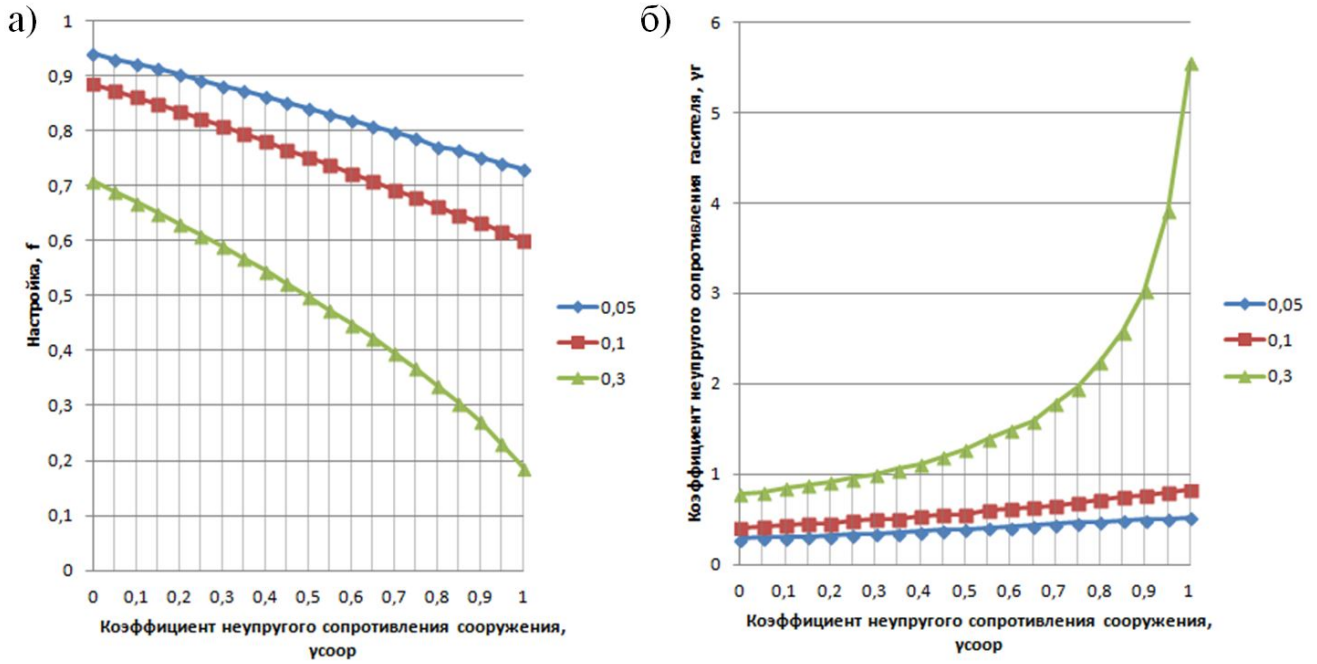 а)
1
0,9
0,8
0,7
0,6
0,5
0,4
0,3
0,2
0,1
0
Настройка, f
0 0,1 0,2 0,3 0,4 0,5 0,6 0,7 0,8 0,9 1
Коэффициент неупругого сопротивления сооружения,
γсоор
0,05
0,1
0,3
б)
6
5
4
3
2
1
0
Коэффициент неупругого сопротивления гасителя, γг
0 0,1 0,2 0,3 0,4 0,5 0,6 0,7 0,8 0,9 1
Коэффициент неупругого сопротивления сооружения,
γсоор
0,05
0,1
0,3